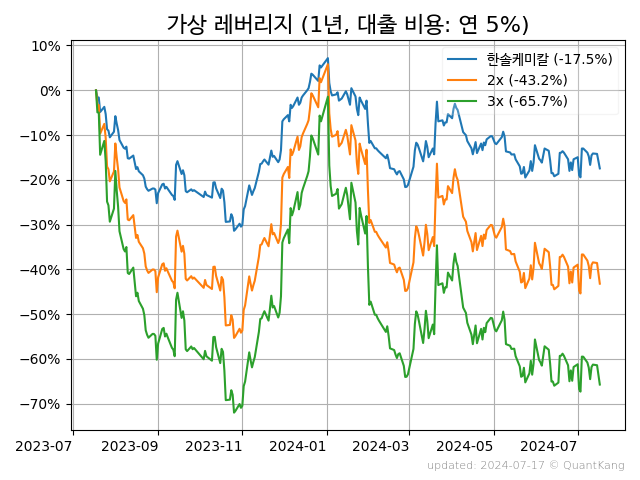 가상 레버리지 (1년, 대출 비용: 연 5%)
한솔케미칼 (-17.5%)
2x (-43.2%)
3x (-65.7%)
10%
0%
−10%
−20%
−30%
−40%
−50%
−60%
−70%
2023-07 2023-09 2023-11 2024-01 2024-03 2024-05 2024-07
updated: 2024-07-17 © QuantKang